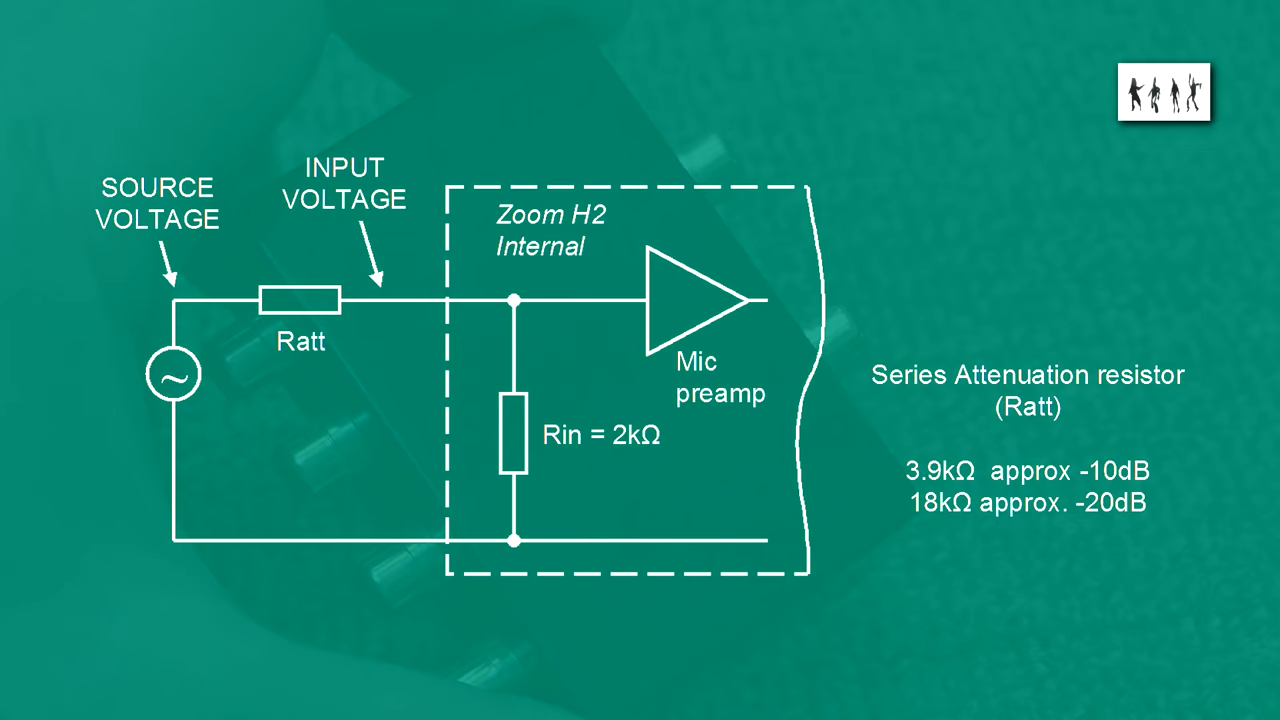 SOURCE
VOLTAGE
INPUT
VOLTAGE
Zoom H2
Internal
Ratt
Mic
preamp
Rin = 2kΩ
~
Series Attenuation resistor
(Ratt)
3.9kΩ approx -10dB
18kΩ approx. -20dB